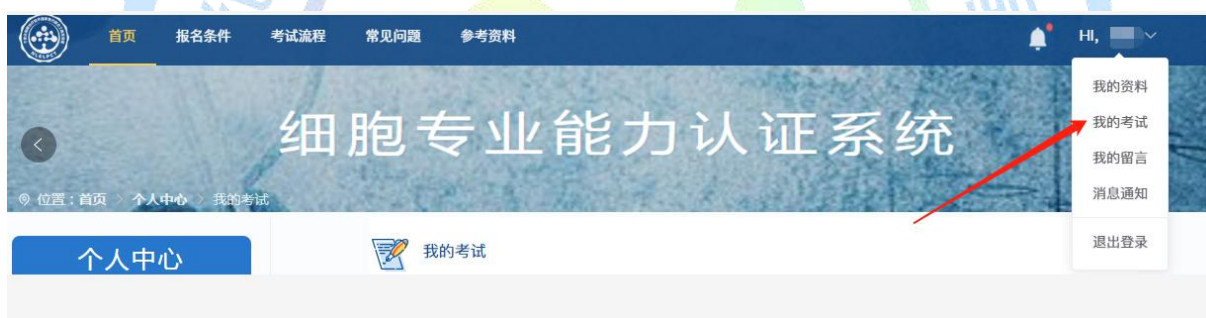 首页 报名条件 考试流程 常见问题 参考资料 HI,
我的资料
我的考试
我的留言
消息通知
退出登录
细胞专业能力认证系统
位置:首页 > 个人中心 > 我的考试
个人中心
我的考试